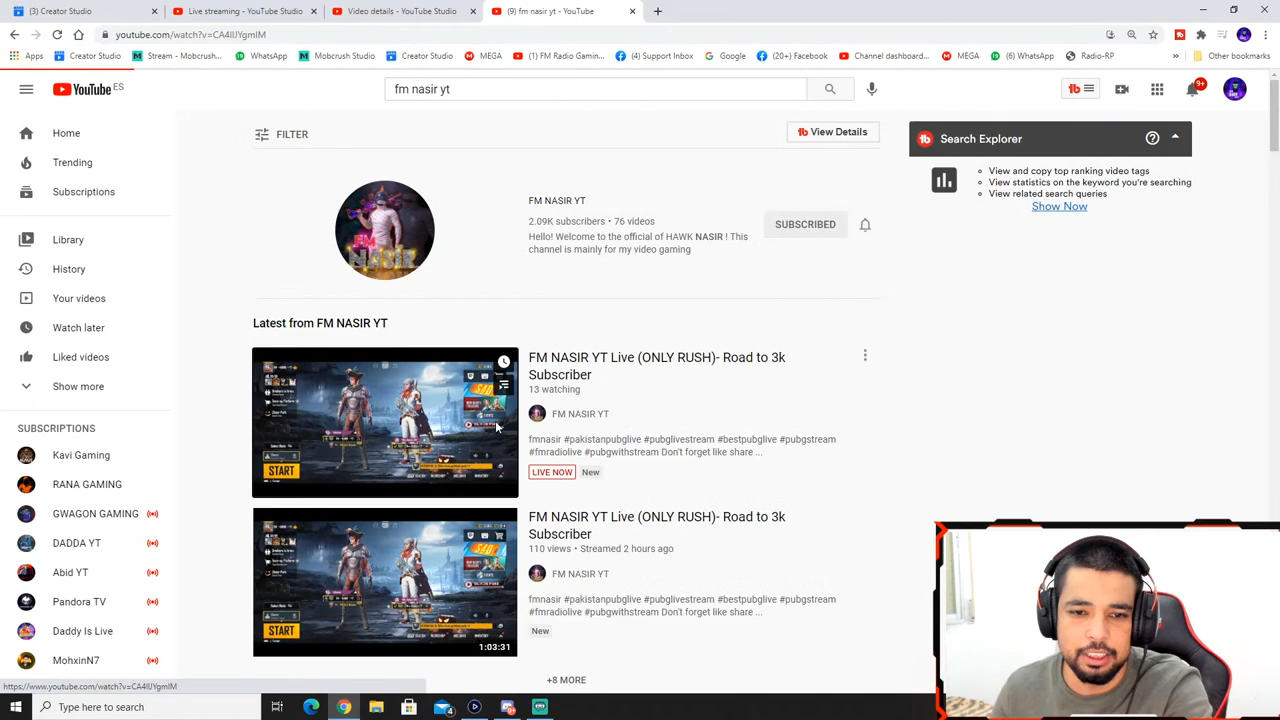 (3) Creator Studio
Live streaming - YouTube Studio
Video details - YouTube Studio
(9) fm nasir yt - YouTube
youtube.com/watch?v=CA4IIJYgmIM
Apps
Creator Studio
WhatsApp
Stream - Mobcrush
Mobcrush Studio
Creator Studio
MEGA
(1) FM Radio Gamin...
(4) Support Inbox
Google
(20+) Facebook
Channel dashboard...
MEGA
(6) WhatsApp
Radio-RP
Other bookmarks
YouTube ES
fm nasir yt
tb
9+
Home
Trending
Subscriptions
Library
History
Your videos
Watch later
Liked videos
Show more
SUBSCRIPTIONS
Kavi Gaming
RANA GAMING
GWAGON GAMING
DADDA YT
Abid YT
Pandora TV
Daddy Is Live
MohxinN7
FILTER
tb View Details
FM NASIR
FM NASIR YT
2.09K subscribers • 76 videos
Hello! Welcome to the official of HAWK NASIR ! This
channel is mainly for my video gaming
SUBSCRIBED
Latest from FM NASIR YT
START
FM NASIR YT Live (ONLY RUSH)- Road to 3k
Subscriber
13 watching
FM NASIR YT
fmnasir #pakistanpubglive #pubglivestream #bestpubglive #pubgstream
#fmradiolive #pubgwithstream Don't forget like share ...
LIVE NOW
New
START
1:03:31
FM NASIR YT Live (ONLY RUSH)- Road to 3k
Subscriber
110 views • Streamed 2 hours ago
FM NASIR YT
fmnasir #pakistanpubglive #pubglivestream #bestpubglive #pubgstream
#fmradiolive #pubgwithstream Don't forget like share ...
New
+8 MORE
tb Search Explorer
View and copy top ranking video tags
View statistics on the keyword you're searching
View related search queries
Show Now
https://www.youtube.com/watch?v=CA4IIJYgmIM
Type here to search
4